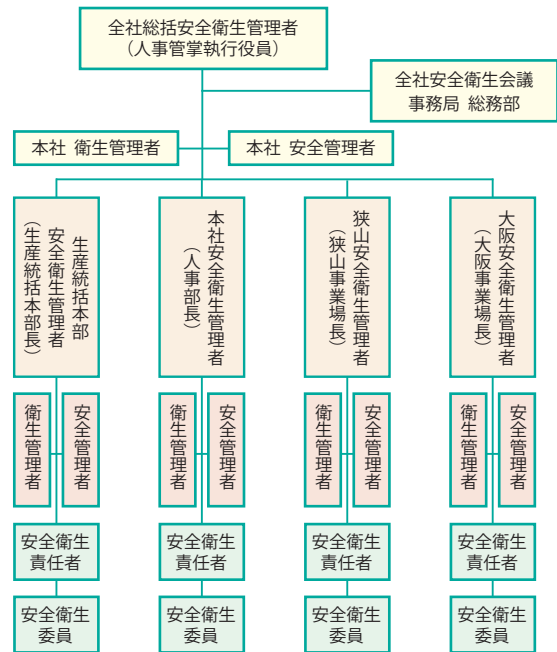 全社総括安全衛生管理者
（人事管掌執行役員）
全社安全衛生会議
事務局 総務部
本社 衛生管理者
本社 安全管理者
生産統括本部
安全衛生管理者
（生産統括本部長）
本社安全衛生管理者
（人事部長）
狭山安全衛生管理者
（狭山事業場長）
大阪安全衛生管理者
（大阪事業場長）
衛生管理者
安全管理者
衛生管理者
安全管理者
衛生管理者
安全管理者
衛生管理者
安全管理者
安全衛生
責任者
安全衛生
責任者
安全衛生
責任者
安全衛生
責任者
安全衛生
委員
安全衛生
委員
安全衛生
委員
安全衛生
委員